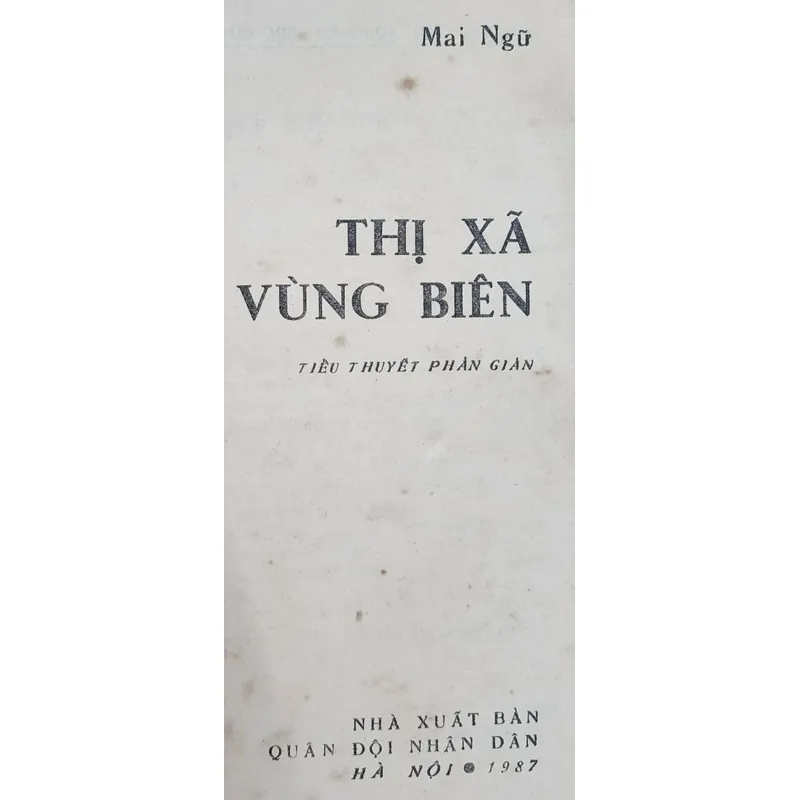 Mai Ngữ
THỊ XÃ
VÙNG BIÊN
TIỂU THUYẾT PHẢN GIÁN
NHÀ XUẤT BẢN
QUÂN ĐỘI NHÂN DÂN
HÀ NỘI ● 1987